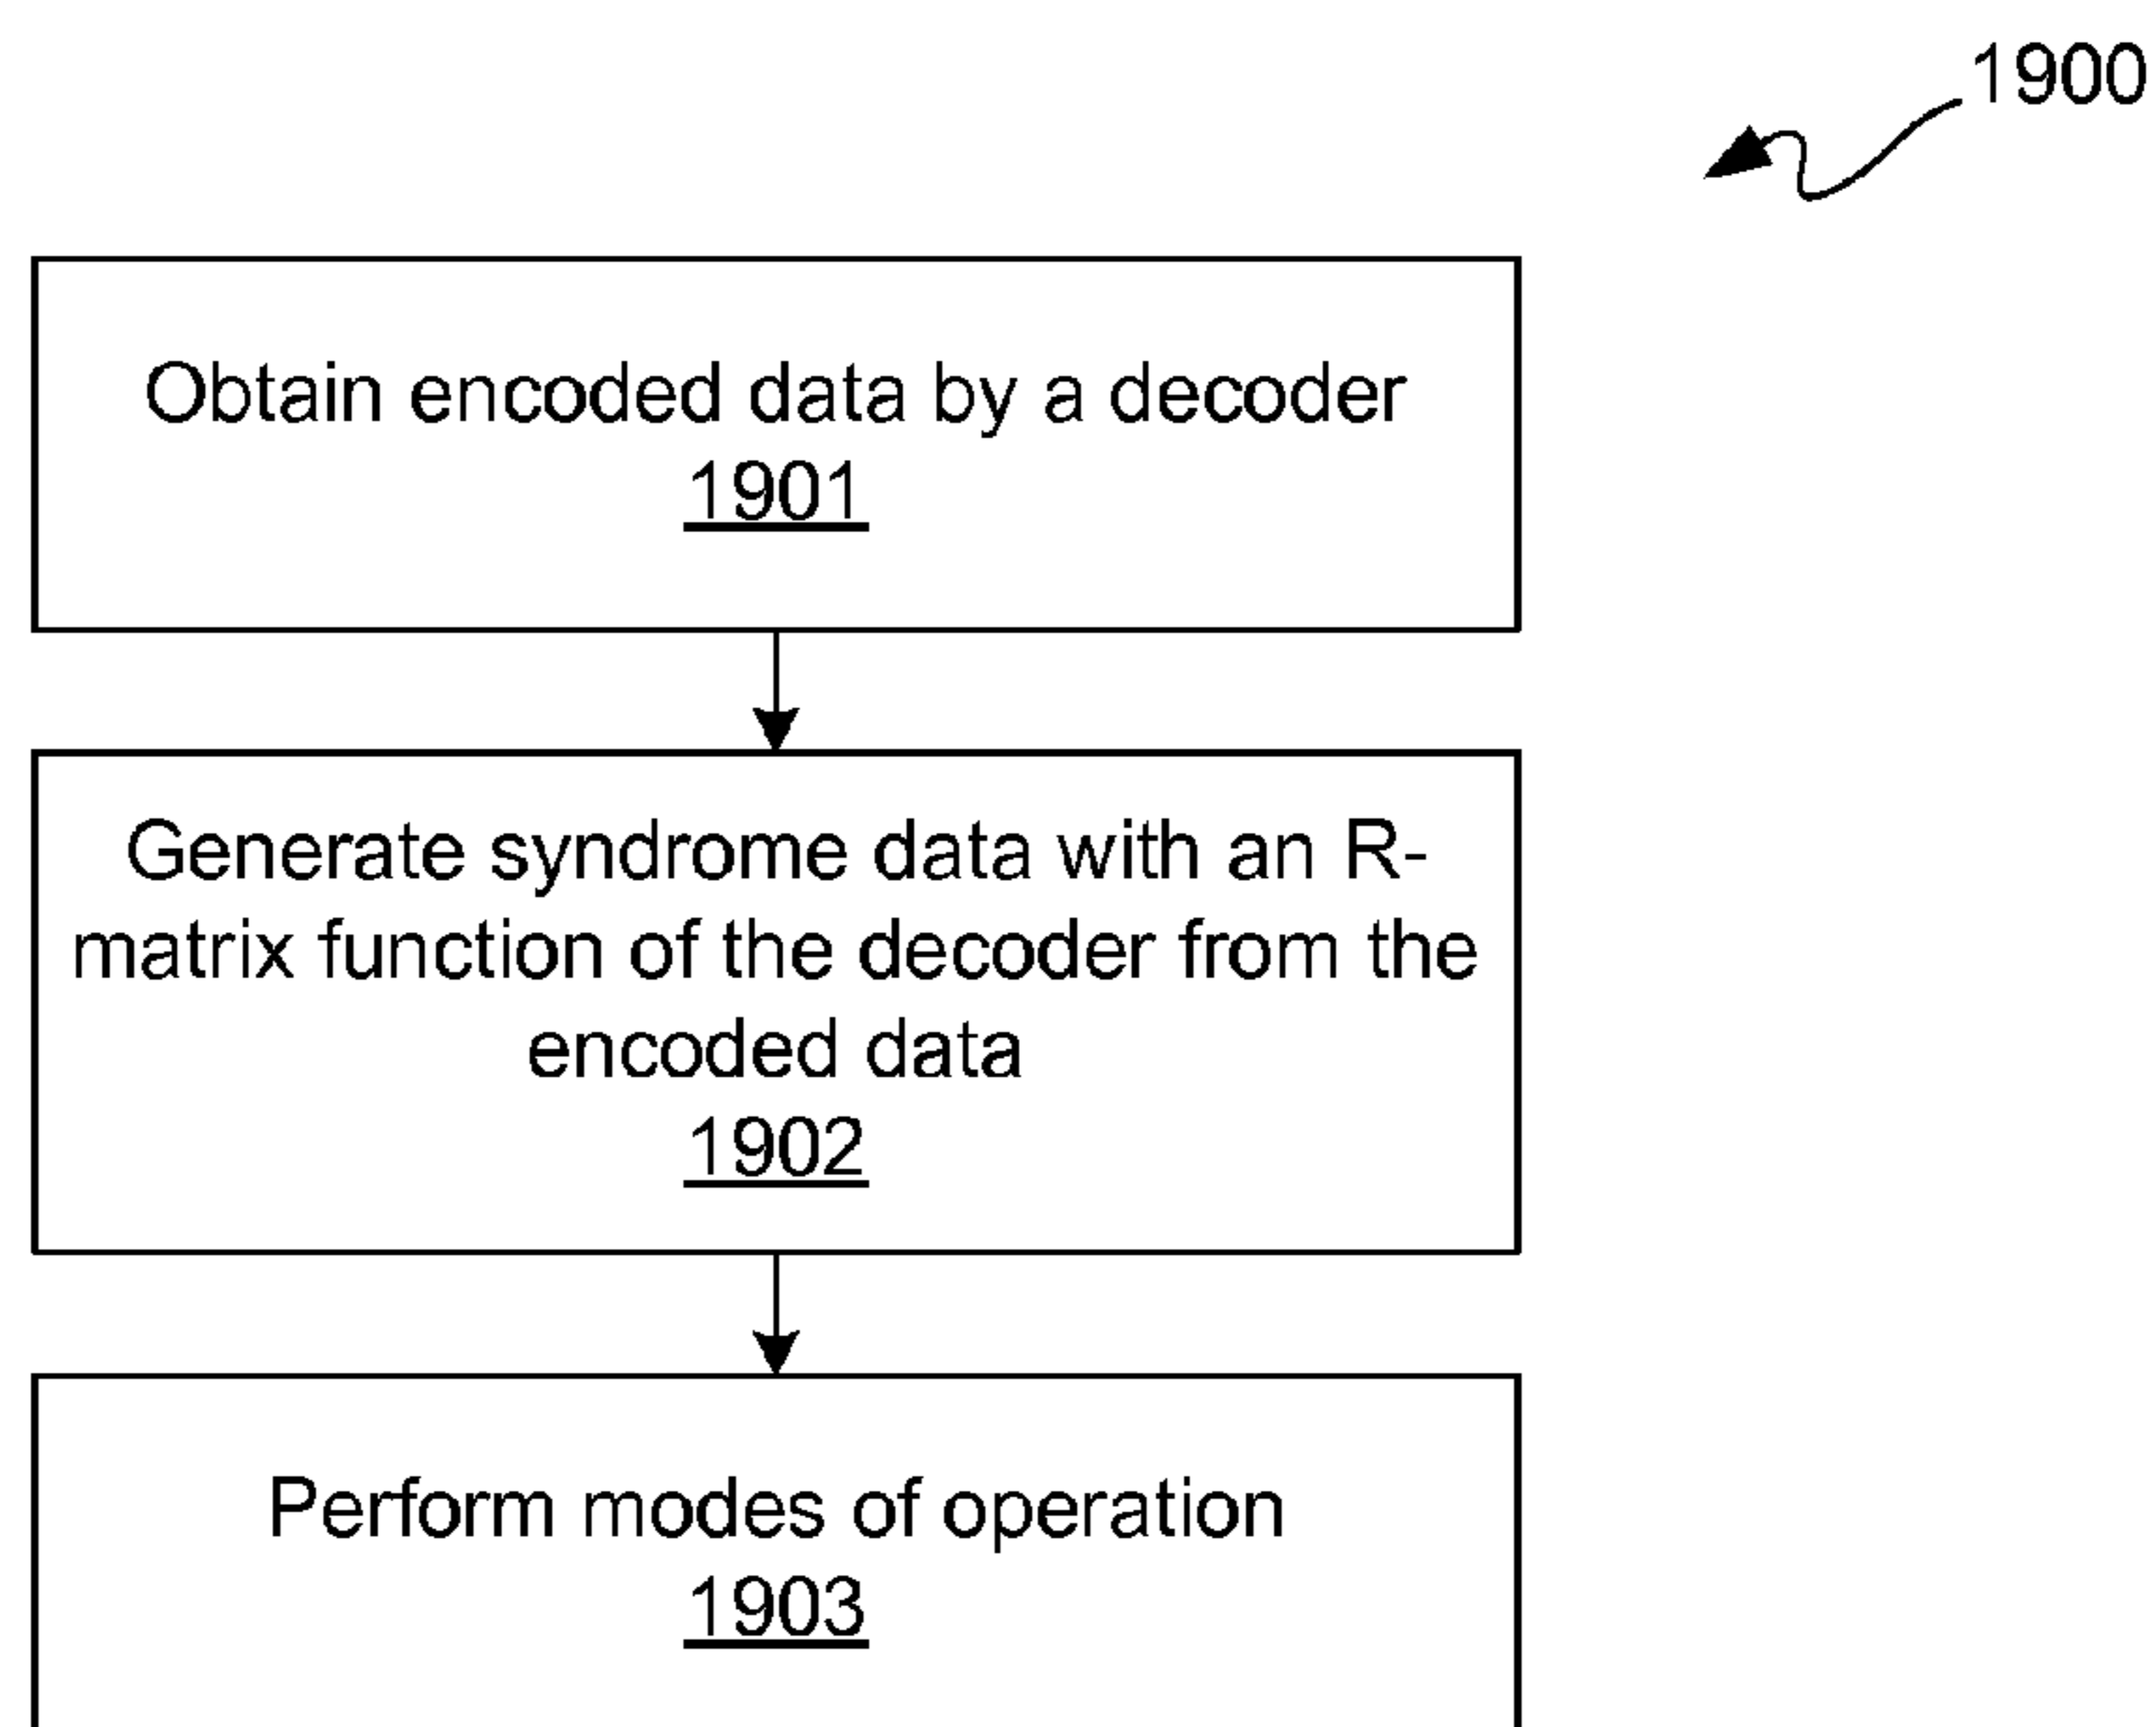 1900
Obtain encoded data by a decoder
1901
Generate syndrome data with an R-
matrix function of the decoder from the
encoded data
1902
Perform modes of operation
1903